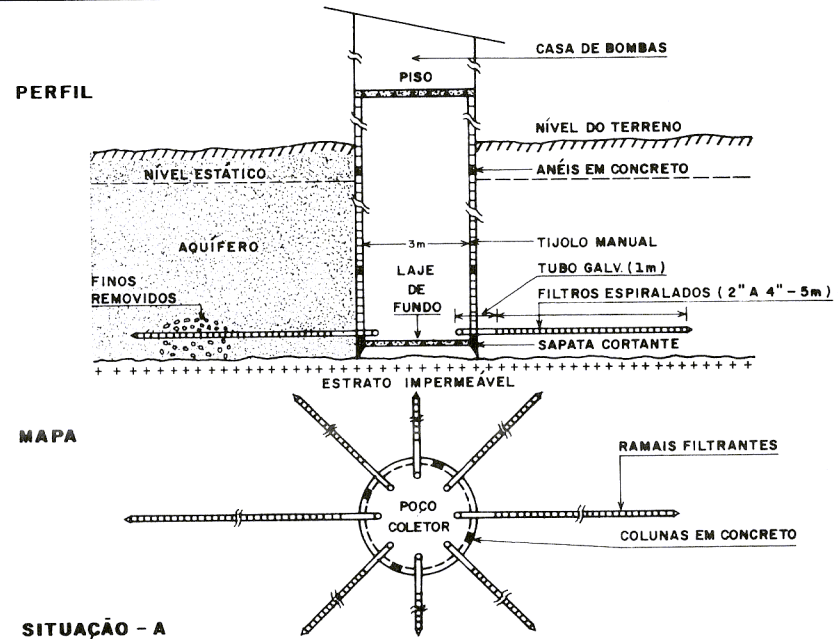 CASA DE BOMBAS
PISO
PERFIL
NÍVEL DO TERRENO
NÍVEL ESTÁTICO
ANÉIS EM CONCRETO
AQUÍFERO
3m
TIJOLO MANUAL
LAJE
DE
FUNDO
TUBO GALV. (1m)
FINOS
REMOVIDOS
FILTROS ESPIRALADOS (2" A 4" - 5m)
SAPATA CORTANTE
ESTRATO IMPERMEÁVEL
MAPA
RAMAIS FILTRANTES
POÇO
COLETOR
COLUNAS EM CONCRETO
SITUAÇÃO - A